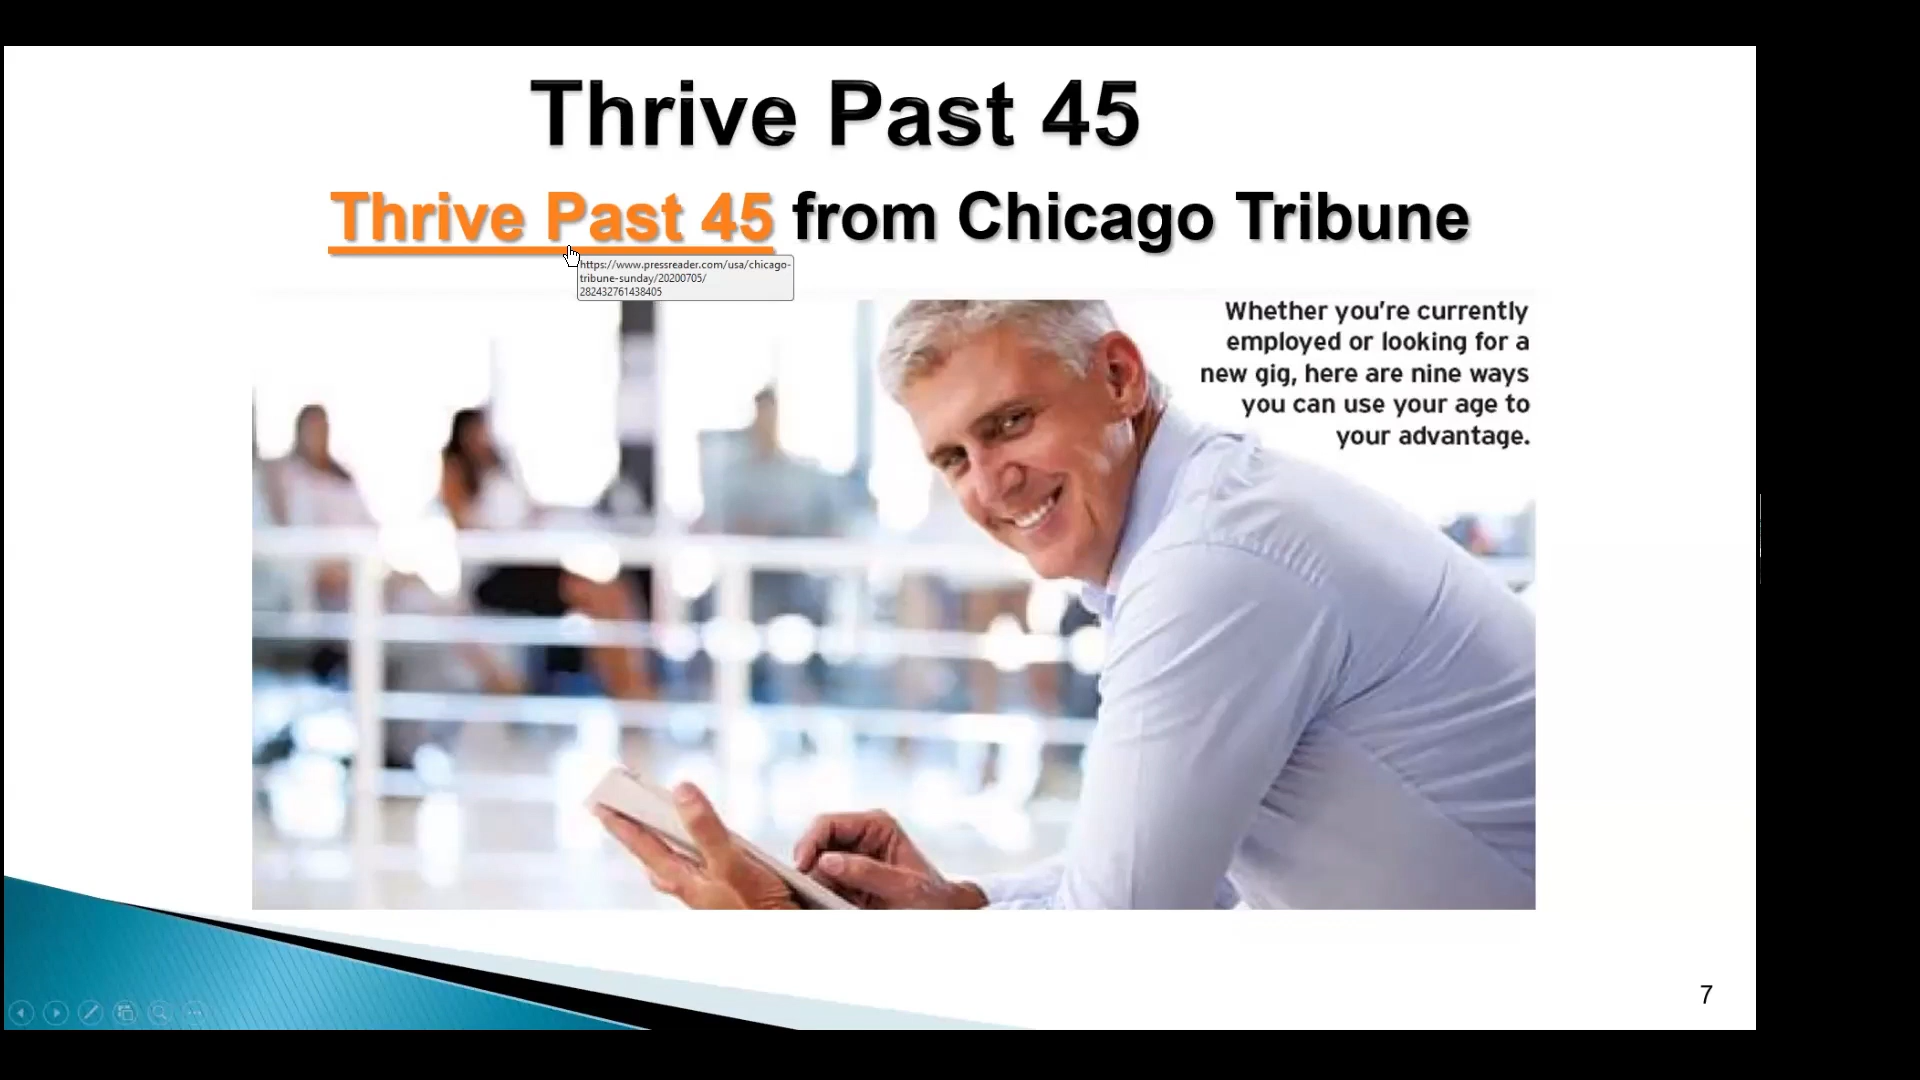 Thrive Past 45
Thrive Past 45 from Chicago Tribune
https://www.pressreader.com/usa/chicago-
tribune-sunday/20200705/
282432761438405
Whether you're currently
employed or looking for a
new gig, here are nine ways
you can use your age to
your advantage.
7